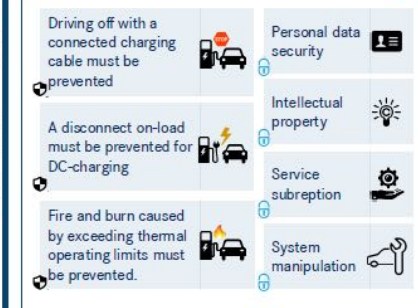 Driving off with a
connected charging
cable must be
prevented
STOP
A disconnect on-load
must be prevented for
DC-charging
Fire and burn caused
by exceeding thermal
operating limits must
be prevented.
Personal data
security
Intellectual
property
Service
subreption
System
manipulation